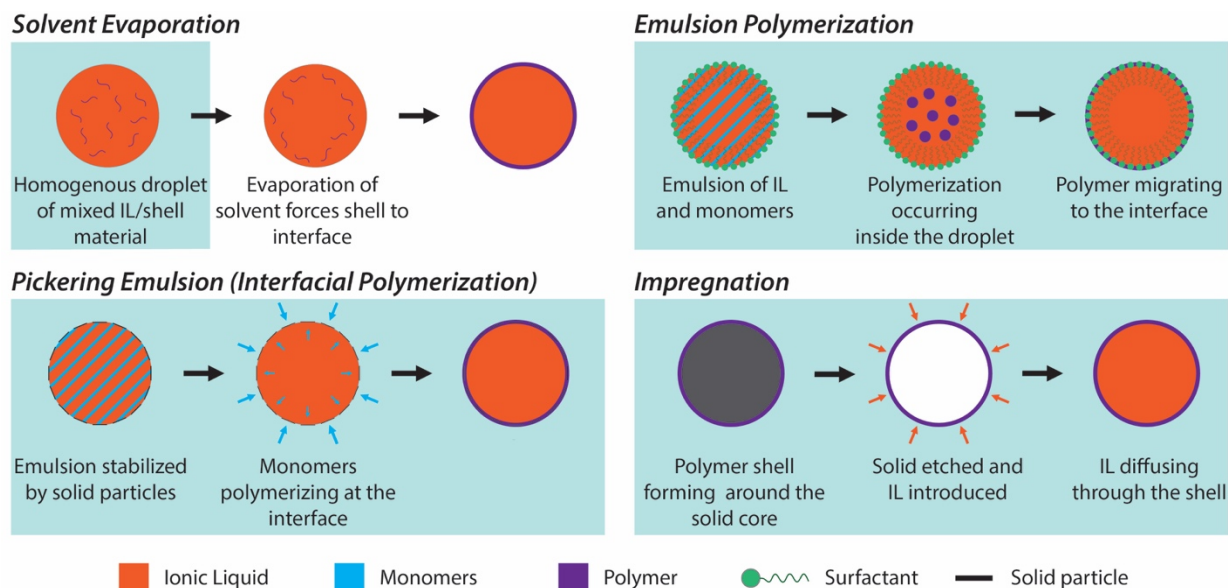 Solvent Evaporation
Homogenous droplet
of mixed IL/shell
material
Evaporation of
solvent forces shell to
interface
Emulsion Polymerization
Emulsion of IL
and monomers
Polymerization
occurring
inside the droplet
Polymer migrating
to the interface
Pickering Emulsion (Interfacial Polymerization)
Emulsion stabilized
by solid particles
Monomers
polymerizing at the
interface
Impregnation
Polymer shell
forming around the
solid core
Solid etched and
IL introduced
IL diffusing
through the shell
Ionic Liquid
Monomers
Polymer
Surfactant
Solid particle